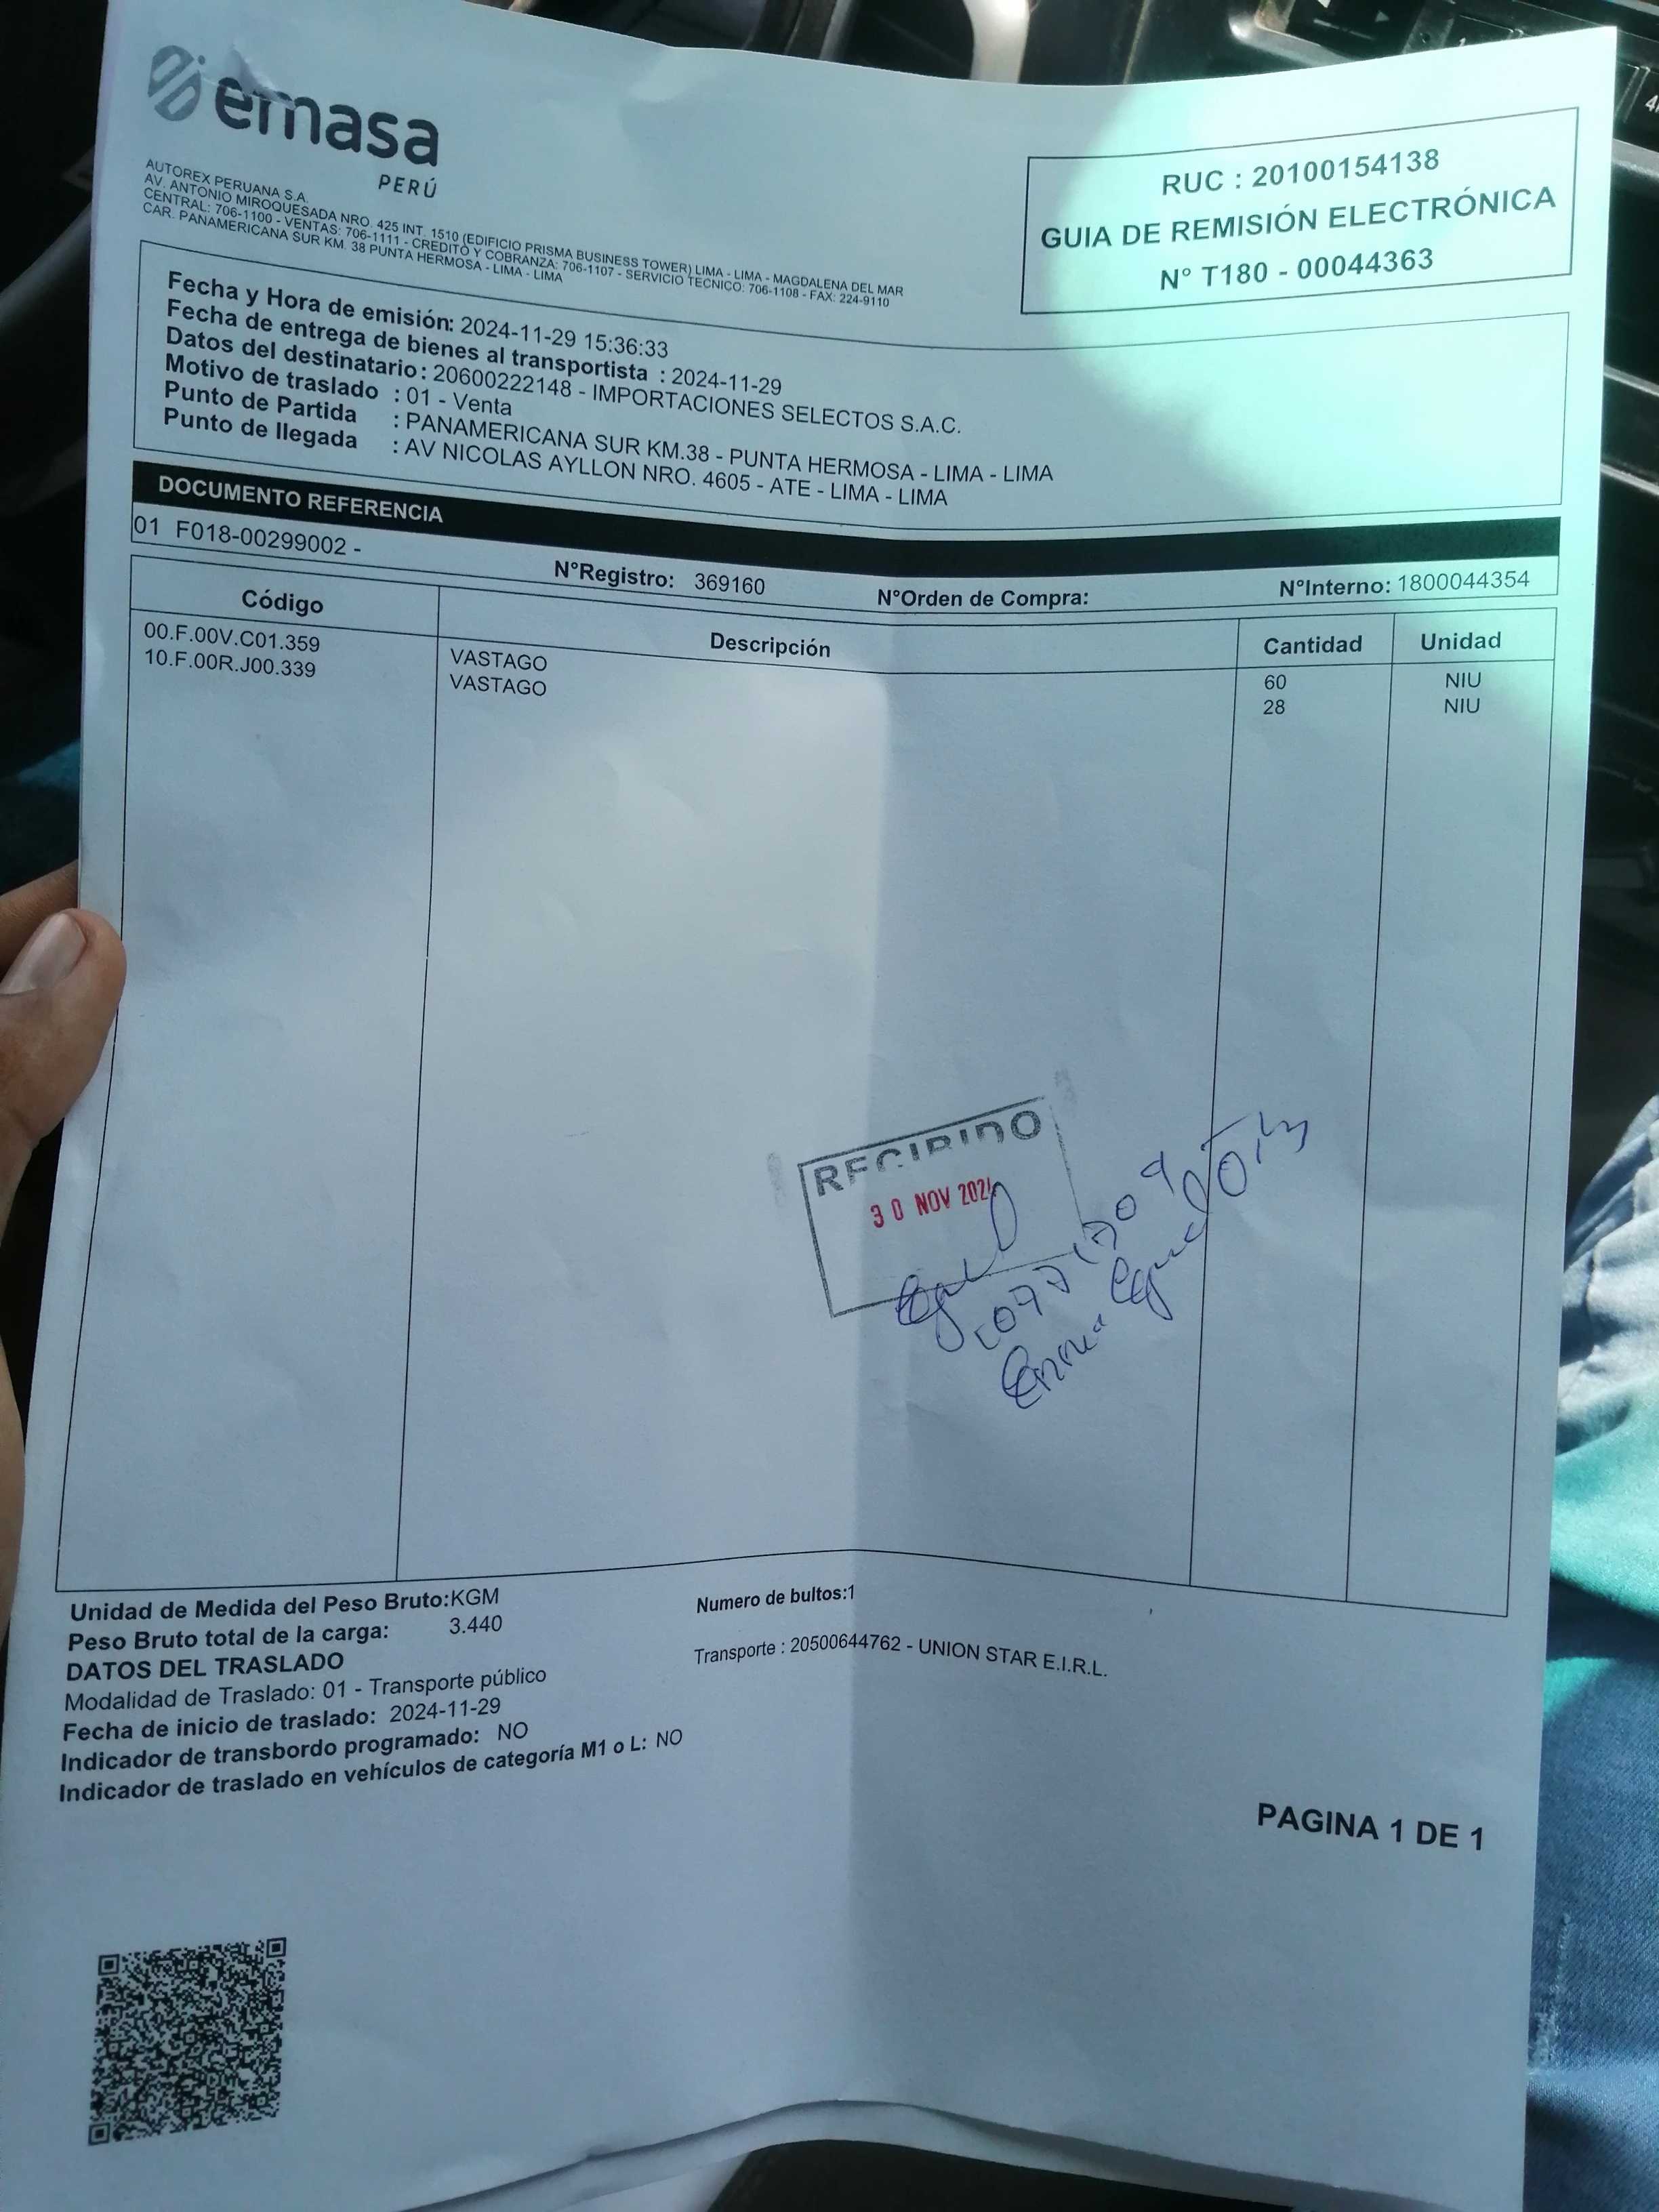 emasa
PERÚ
AUTOREX PERUANA S.A.
AV. ANTONIO MIROQUESADA NRO. 425 INT. 1510 (EDIFICIO PRISMA BUSINESS TOWER) LIMA - LIMA - MAGDALENA DEL MAR
CENTRAL: 706-1100 - VENTAS: 706-1111 - CREDITO Y COBRANZA: 706-1107 - SERVICIO TECNICO: 706-1108 - FAX: 224-9110
CAR. PANAMERICANA SUR KM. 38 PUNTA HERMOSA - LIMA - LIMA
RUC : 20100154138
GUIA DE REMISIÓN ELECTRÓNICA
N° T180 - 00044363
Fecha y Hora de emisión: 2024-11-29 15:36:33
Fecha de entrega de bienes al transportista : 2024-11-29
Datos del destinatario : 20600222148 - IMPORTACIONES SELECTOS S.A.C.
Motivo de traslado : 01 - Venta
Punto de Partida : PANAMERICANA SUR KM.38 - PUNTA HERMOSA - LIMA - LIMA
Punto de llegada : AV NICOLAS AYLLON NRO. 4605 - ATE - LIMA - LIMA
DOCUMENTO REFERENCIA
01 F018-00299002 -
N°Registro: 369160 N°Orden de Compra: N°Interno: 1800044354
Código Descripción Cantidad Unidad
00.F.00V.C01.359 VASTAGO 60 NIU
10.F.00R.J00.339 VASTAGO 28 NIU
RECIBIDO
30 NOV 2024
Unidad de Medida del Peso Bruto:KGM
Numero de bultos:1
Peso Bruto total de la carga: 3.440
DATOS DEL TRASLADO
Transporte : 20500644762 - UNION STAR E.I.R.L.
Modalidad de Traslado: 01 - Transporte público
Fecha de inicio de traslado: 2024-11-29
Indicador de transbordo programado: NO
Indicador de traslado en vehículos de categoría M1 o L: NO
PAGINA 1 DE 1